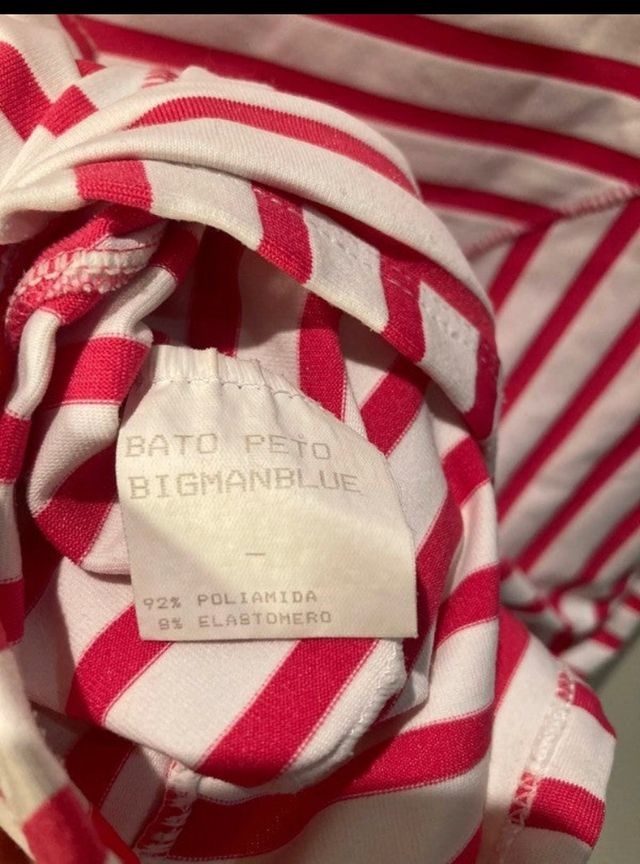 BATO PETO
BIGMANBLUE
–
92% POLIAMIDA
8% ELASTOMERO